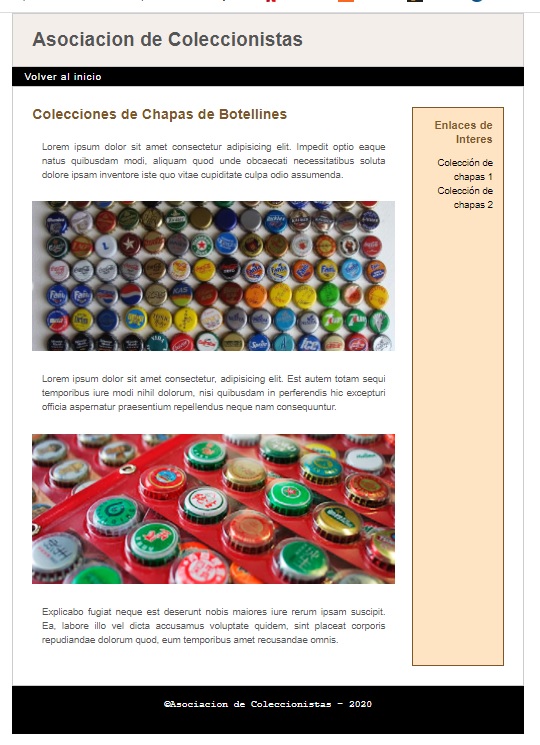 Asociacion de Coleccionistas
Volver al inicio
Colecciones de Chapas de Botellines
Lorem ipsum dolor sit amet consectetur adipisicing elit. Impedit optio eaque
natus quibusdam modi, aliquam quod unde obcaecati necessitatibus soluta
dolore ipsam inventore iste quo vitae cupiditate culpa odio assumenda.
Lorem ipsum dolor sit amet consectetur, adipisicing elit. Est autem totam sequi
temporibus iure modi nihil dolorum, nisi quibusdam in perferendis hic excepturi
officia aspernatur praesentium repellendus neque nam consequuntur.
Explicabo fugiat neque est deserunt nobis maiores iure rerum ipsam suscipit.
Ea, labore illo vel dicta accusamus voluptate quidem, sint placeat corporis
repudiandae dolorum quod, eum temporibus amet recusandae omnis.
Enlaces de
Interes
Colección de
chapas 1
Colección de
chapas 2
©Asociacion de Coleccionistas - 2020